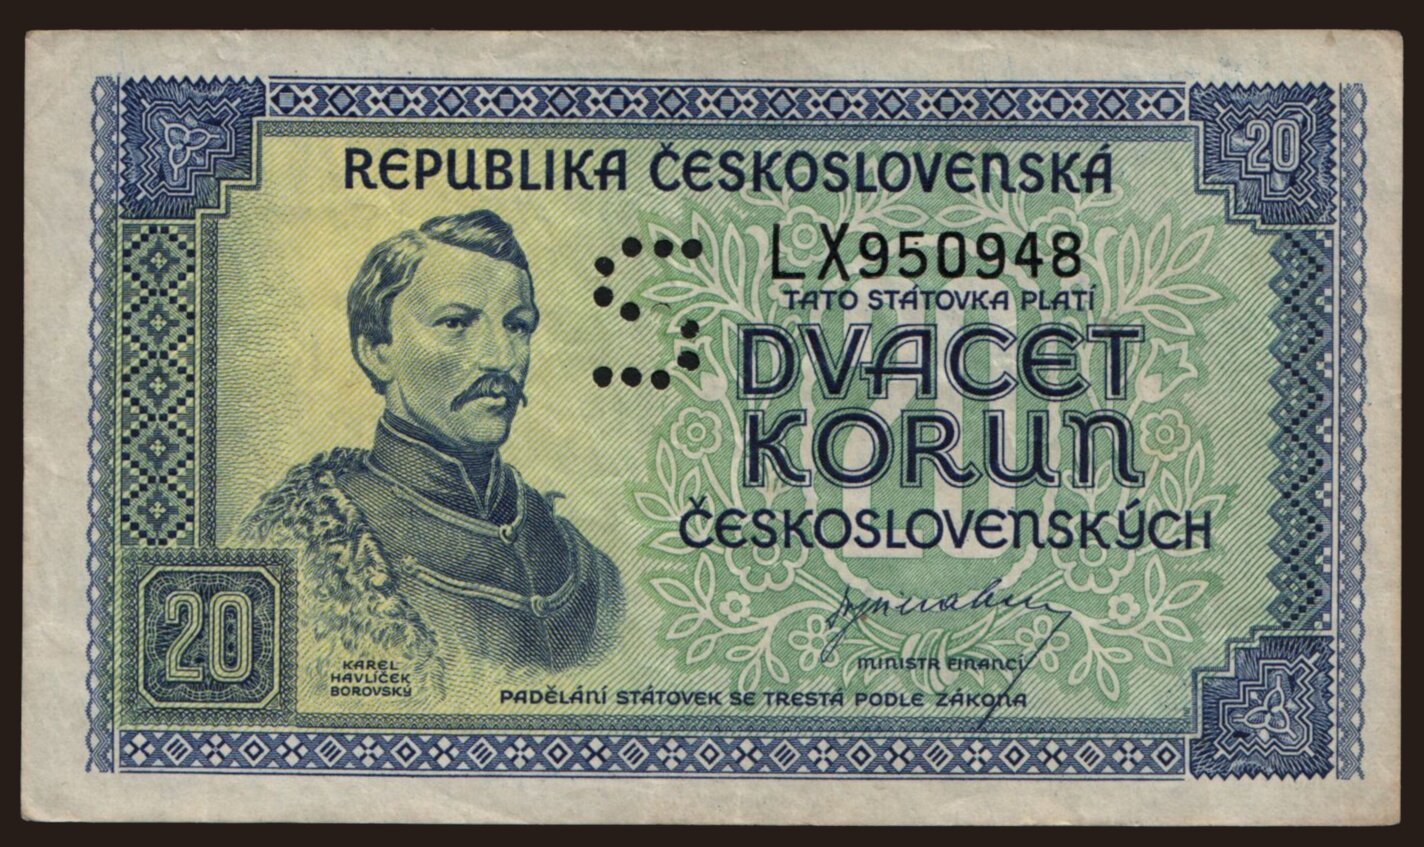 20
REPUBLIKA ČESKOSLOVENSKÁ
S
LX950948
TATO STÁTOVKA PLATÍ
DVACET
KORUN
ČESKOSLOVENSKÝCH
20
KAREL
HAVLÍČEK
BOROVSKÝ
MINISTR FINANCÍ
PADĚLÁNÍ STÁTOVEK SE TRESTÁ PODLE ZÁKONA